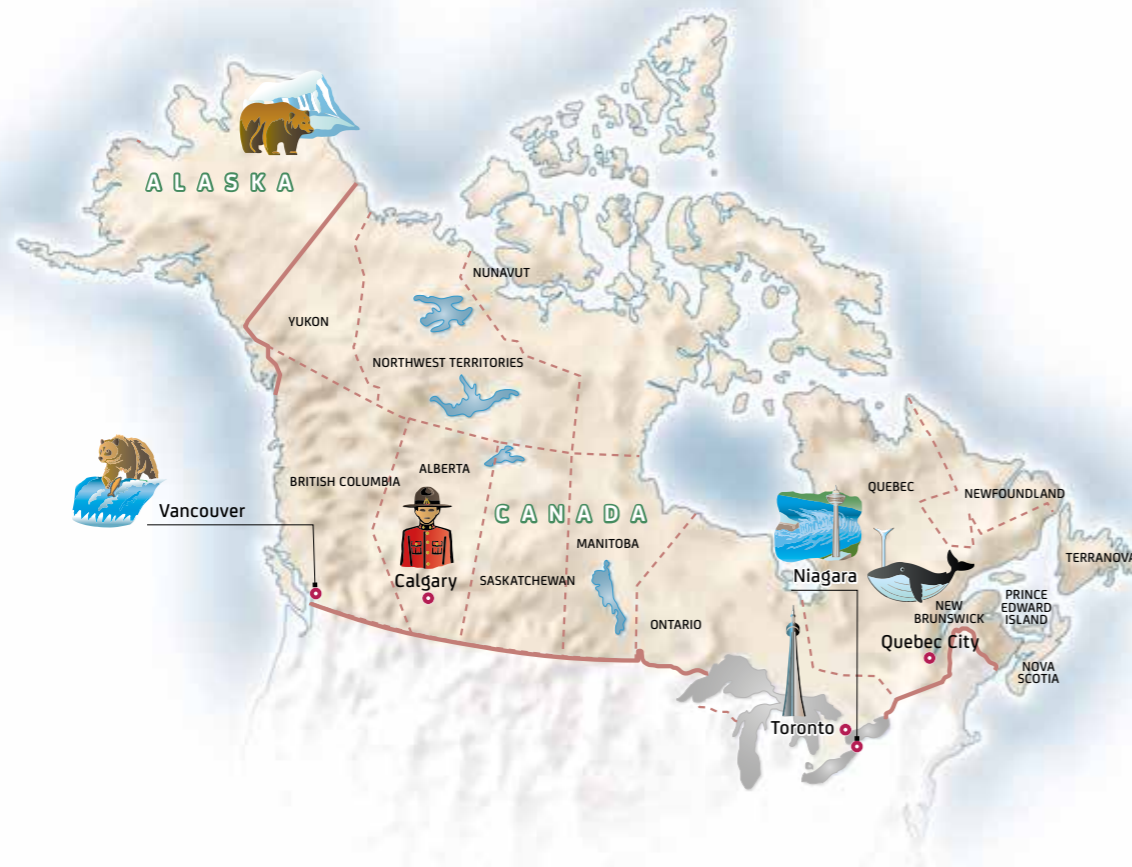 ALASKA
NUNAVUT
YUKON
NORTHWEST TERRITORIES
ALBERTA
BRITISH COLUMBIA
QUEBEC
NEWFOUNDLAND
Vancouver
CANADA
MANITOBA
TERRANOVA
Niagara
Calgary
SASKATCHEWAN
PRINCE
EDWARD
ISLAND
NEW
BRUNSWICK
ONTARIO
Quebec City
NOVA
SCOTIA
Toronto